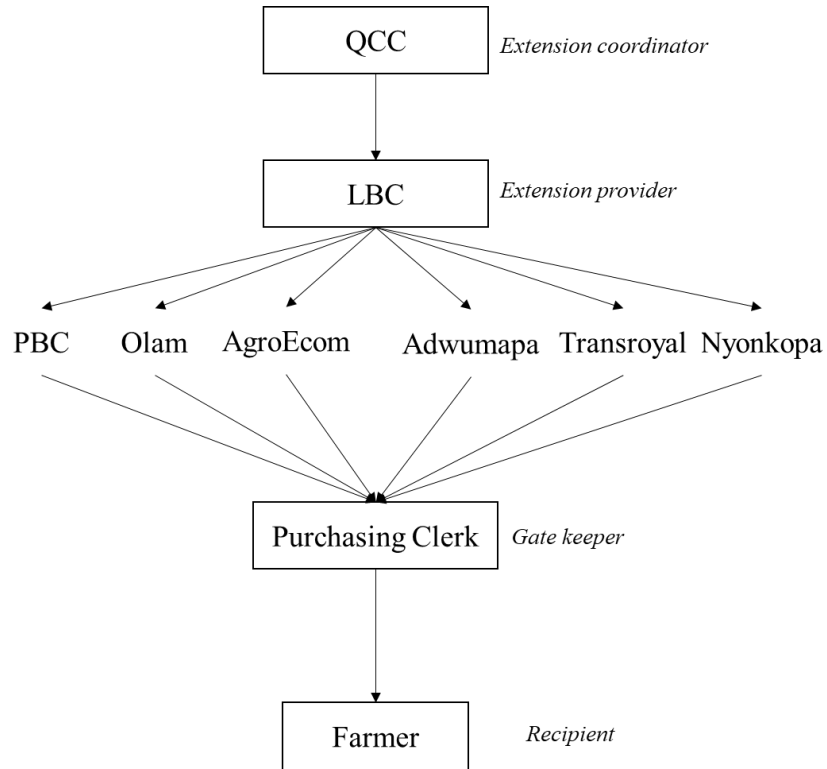 QCC
Extension coordinator
LBC
Extension provider
PBC
Olam
AgroEcom
Adwumapa
Transroyal
Nyonkopa
Purchasing Clerk
Gate keeper
Farmer
Recipient